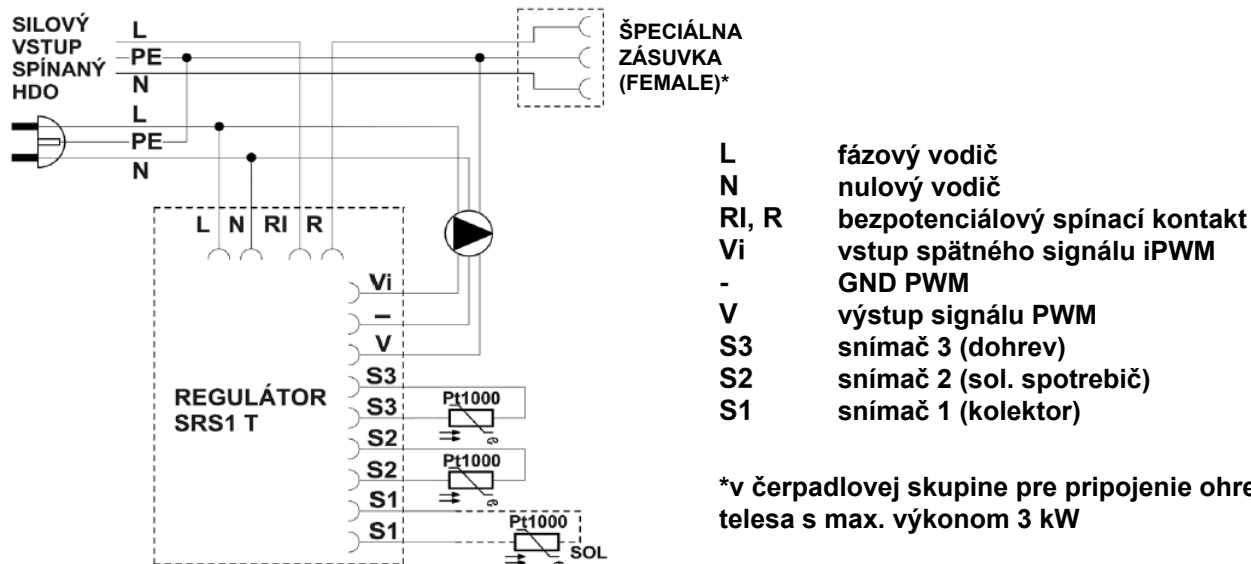 SILOVÝ
VSTUP
SPÍNANÝ
HDO
L
PE
N
ŠPECIÁLNA
ZÁSUVKA
(FEMALE)*
L
PE
N
L N RI R
Vi
–
V
S3
S3
S2
S2
S1
S1
REGULÁTOR
SRS1 T
Pt1000
Pt1000
Pt1000
SOL
L fázový vodič
N nulový vodič
RI, R bezpotenciálový spínací kontakt
Vi vstup spätného signálu iPWM
- GND PWM
V výstup signálu PWM
S3 snímač 3 (dohrev)
S2 snímač 2 (sol. spotrebič)
S1 snímač 1 (kolektor)
*v čerpadlovej skupine pre pripojenie ohre
telesa s max. výkonom 3 kW